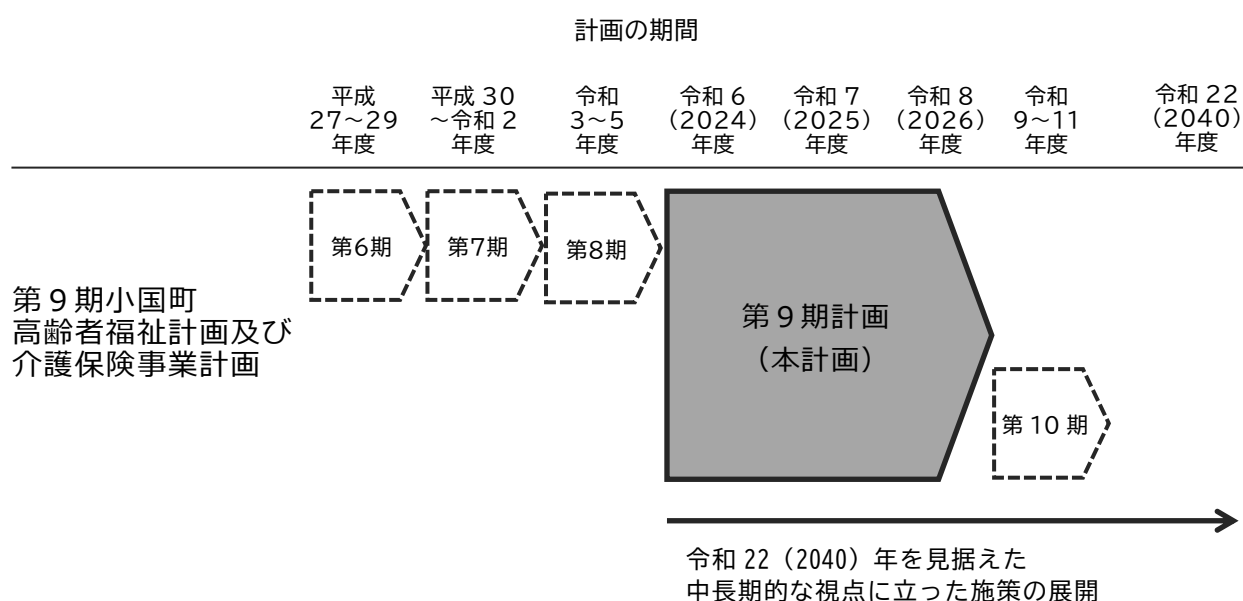 計画の期間
平成
27～29
年度
平成 30
～令和 2
年度
令和
3～5
年度
令和 6
（2024）
年度
令和 7
（2025）
年度
令和 8
（2026）
年度
令和
9～11
年度
令和 22
（2040）
年度
第6期
第7期
第8期
第９期小国町
高齢者福祉計画及び
介護保険事業計画
第９期計画
（本計画）
第 10 期
令和 22（2040）年を見据えた
中長期的な視点に立った施策の展開